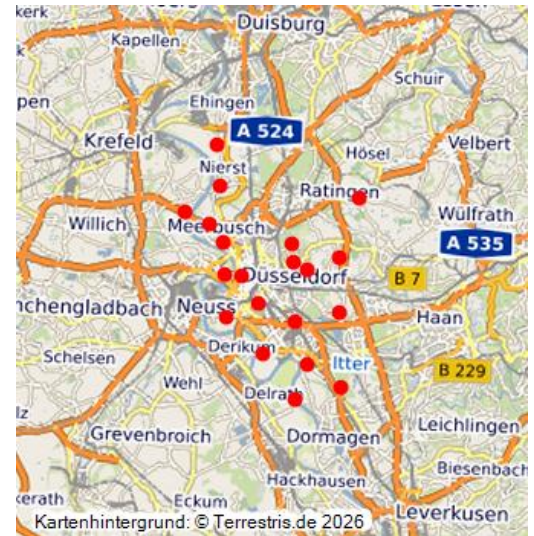 kerk
Duisburg
Kapellen
Schuir
pen
Ehingen
A 524
Krefeld
Velbert
Hösel
Nierst
Ratingen
Wülfrath
Willich
Meerbusch
A 535
Düsseldorf
B 7
nchengladbach
Neuss
Haan
Derikum
Schelsen
Itter
Wehl
B 229
Delrath
Grevenbroich
Dormagen
Leichlingen
Hackhausen
Biesenbach
kerath
Eckum
Leverkusen
Kartenhintergrund: © Terrestris.de 2026